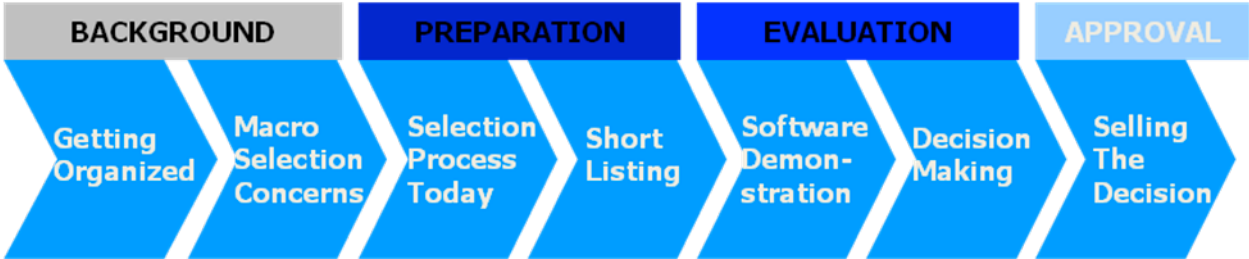 BACKGROUND
PREPARATION
EVALUATION
APPROVAL
Getting
Organized
Macro
Selection
Concerns
Selection
Process
Today
Short
Listing
Software
Demon-
stration
Decision
Making
Selling
The
Decision